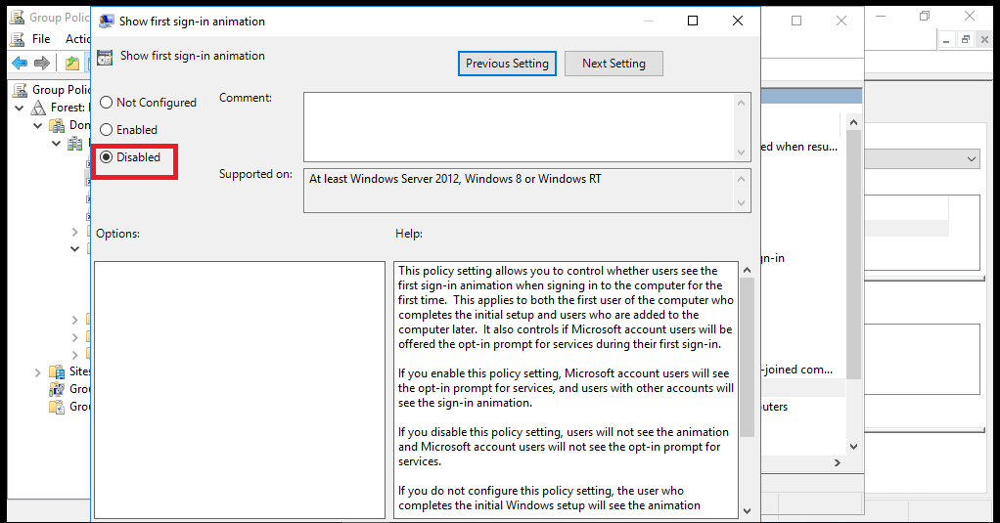 Group Polic
Show first sign-in animation
File
Actio
Show first sign-in animation
Previous Setting
Next Setting
Group Polic
Not Configured
Comment:
Forest:
Enabled
Don
Disabled
ed when resu...
Supported on:
At least Windows Server 2012, Windows 8 or Windows RT
Options:
Help:
gn-in
This policy setting allows you to control whether users see the
first sign-in animation when signing in to the computer for the
first time. This applies to both the first user of the computer who
completes the initial setup and users who are added to the
computer later. It also controls if Microsoft account users will be
offered the opt-in prompt for services during their first sign-in.
If you enable this policy setting, Microsoft account users will see
the opt-in prompt for services, and users with other accounts will
see the sign-in animation.
If you disable this policy setting, users will not see the animation
and Microsoft account users will not see the opt-in prompt for
services.
If you do not configure this policy setting, the user who
completes the initial Windows setup will see the animation
Sites
Grou
Grou
-joined com...
uters